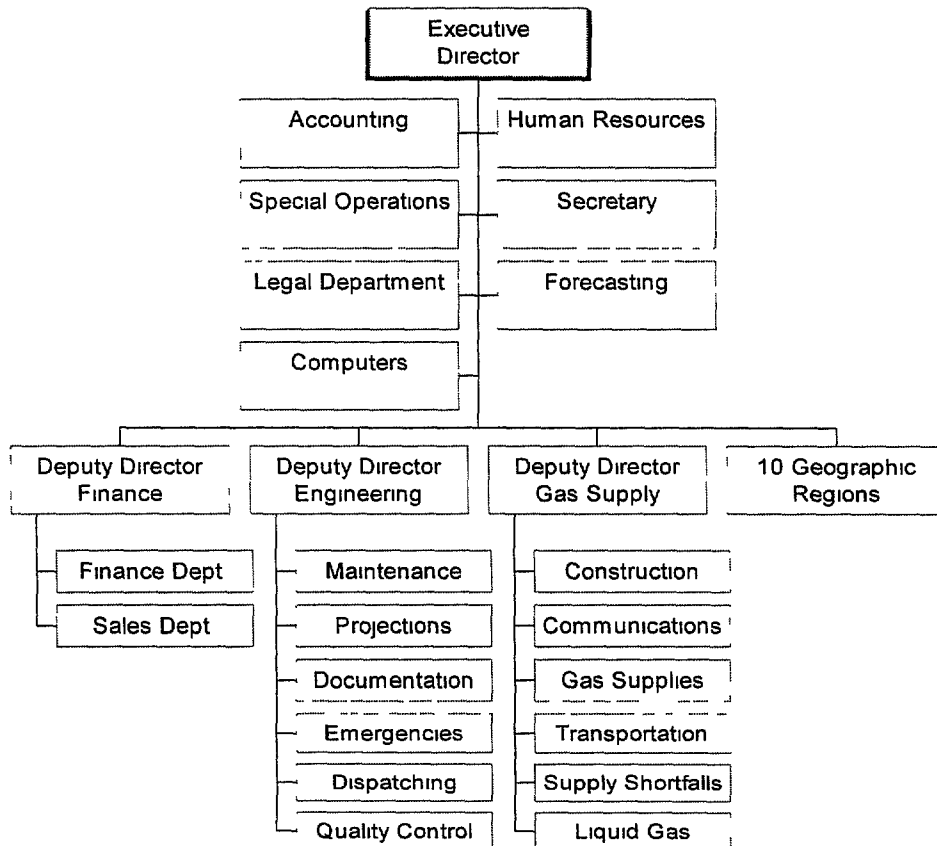 Executive
Director
Accounting
Human Resources
Special Operations
Secretary
Legal Department
Forecasting
Computers
Deputy Director
Finance
Deputy Director
Engineering
Deputy Director
Gas Supply
10 Geographic
Regions
Finance Dept
Sales Dept
Maintenance
Projections
Documentation
Emergencies
Dispatching
Quality Control
Construction
Communications
Gas Supplies
Transportation
Supply Shortfalls
Liquid Gas